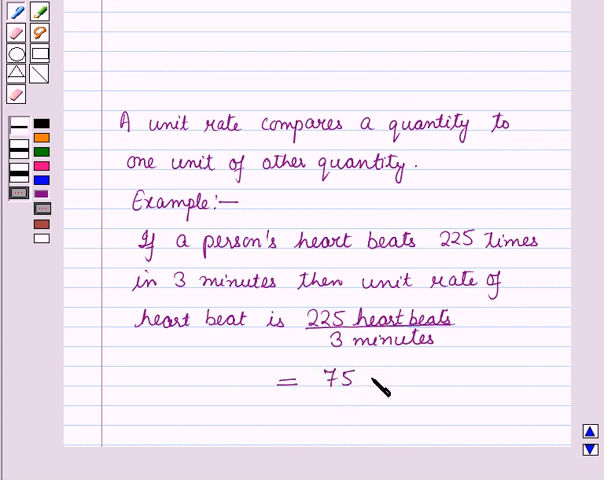 A unit rate compares a quantity to
one unit of other quantity.
Example:-
If a person's heart beats 225 times
in 3 minutes then unit rate of
heart beat is 225 heart beats
3 minutes
= 75